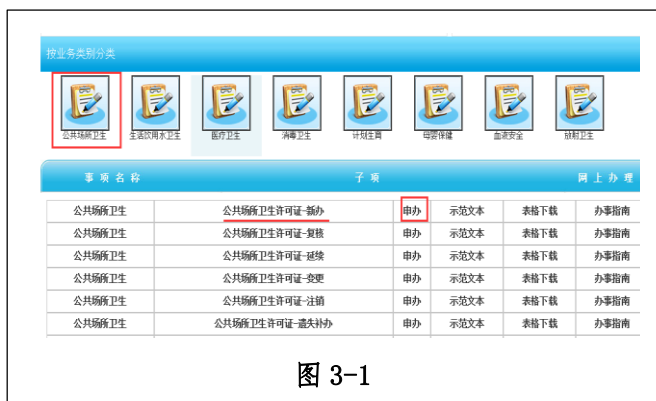 按业务类别分类
公共场所卫生 生活饮用水卫生 医疗卫生 消毒卫生 计划生育 母婴保健 血液安全 放射卫生
事项名称 子项 网上办理
公共场所卫生 公共场所卫生许可证-新办 申办 示范文本 表格下载 办事指南
公共场所卫生 公共场所卫生许可证-复核 申办 示范文本 表格下载 办事指南
公共场所卫生 公共场所卫生许可证-延续 申办 示范文本 表格下载 办事指南
公共场所卫生 公共场所卫生许可证-变更 申办 示范文本 表格下载 办事指南
公共场所卫生 公共场所卫生许可证-注销 申办 示范文本 表格下载 办事指南
公共场所卫生 公共场所卫生许可证-遗失补办 申办 示范文本 表格下载 办事指南
图 3-1